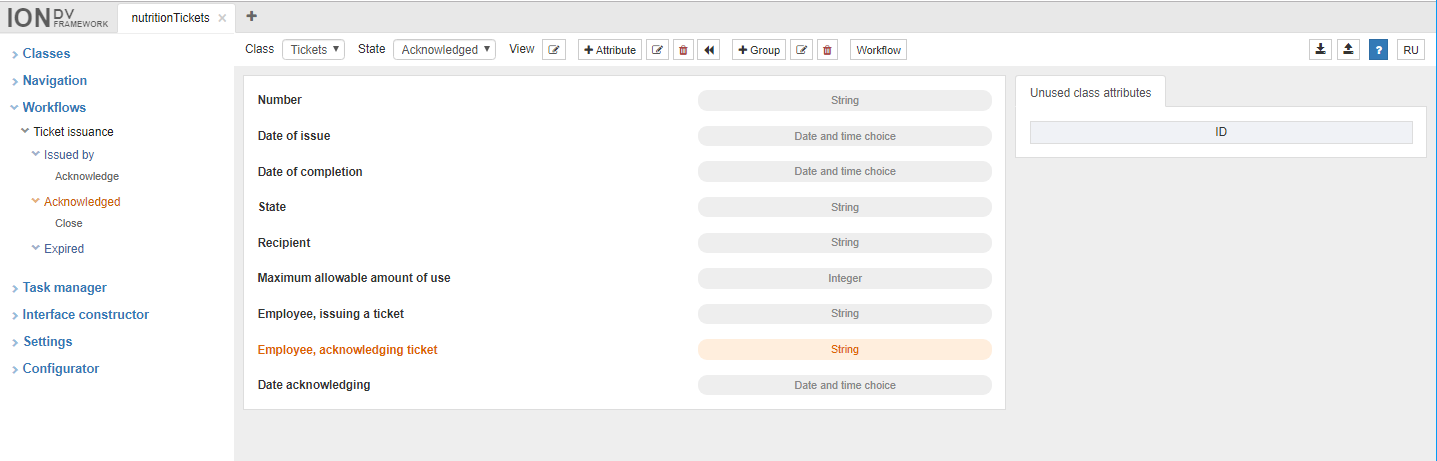 ION DV FRAMEWORK
nutritionTickets × +
Classes
Navigation
Workflows
Ticket issuance
Issued by
Acknowledge
Acknowledged
Close
Expired
Task manager
Interface constructor
Settings
Configurator
Class Tickets State Acknowledged View + Attribute + Group Workflow ? RU
Number String
Date of issue Date and time choice
Date of completion Date and time choice
State String
Recipient String
Maximum allowable amount of use Integer
Employee, issuing a ticket String
Employee, acknowledging ticket String
Date acknowledging Date and time choice
Unused class attributes
ID